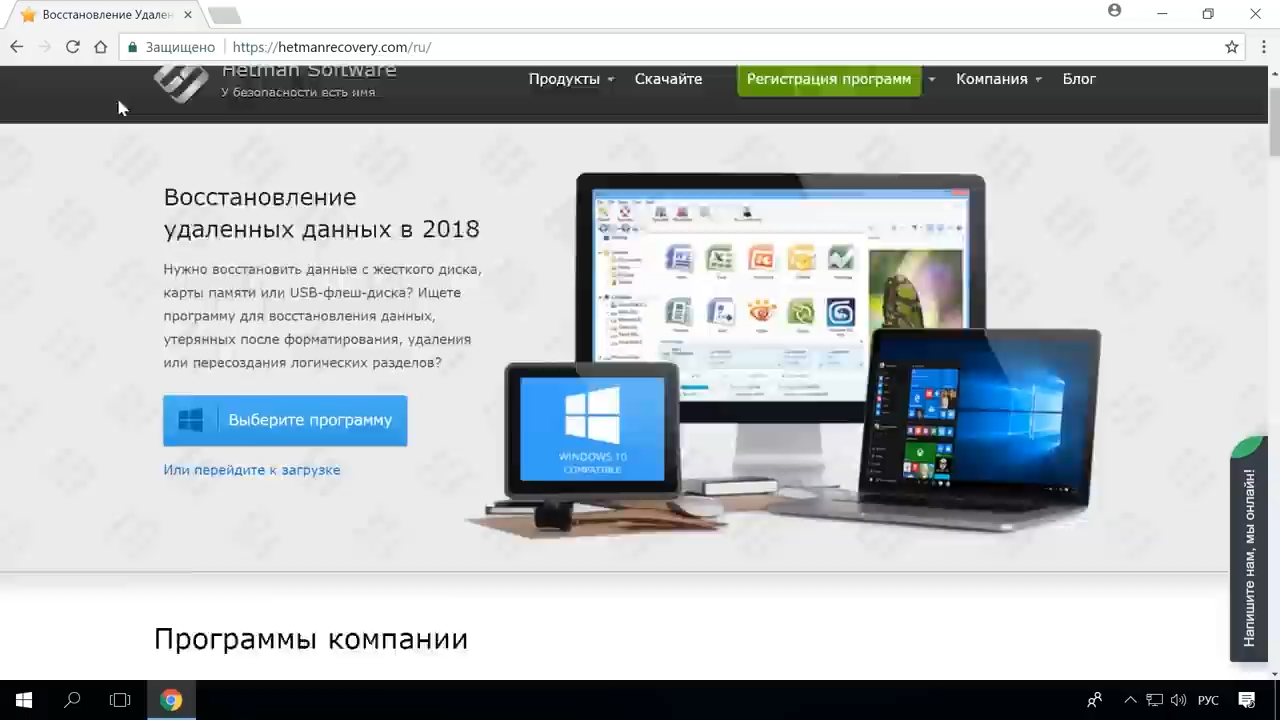 Восстановление Удален
Защищено
https://hetmanrecovery.com/ru/
Hetman Software
У безопасности есть имя
Продукты
Скачайте
Регистрация программ
Компания
Блог
Восстановление
удаленных данных в 2018
Нужно восстановить данные с жесткого диска,
карты памяти или USB-флеш-диска? Ищете
программу для восстановления данных,
утерянных после форматирования, удаления
или пересоздания логических разделов?
Выберите программу
Или перейдите к загрузке
WINDOWS 10
COMPATIBLE
Напишите нам, мы онлайн!
Программы компании
РУС